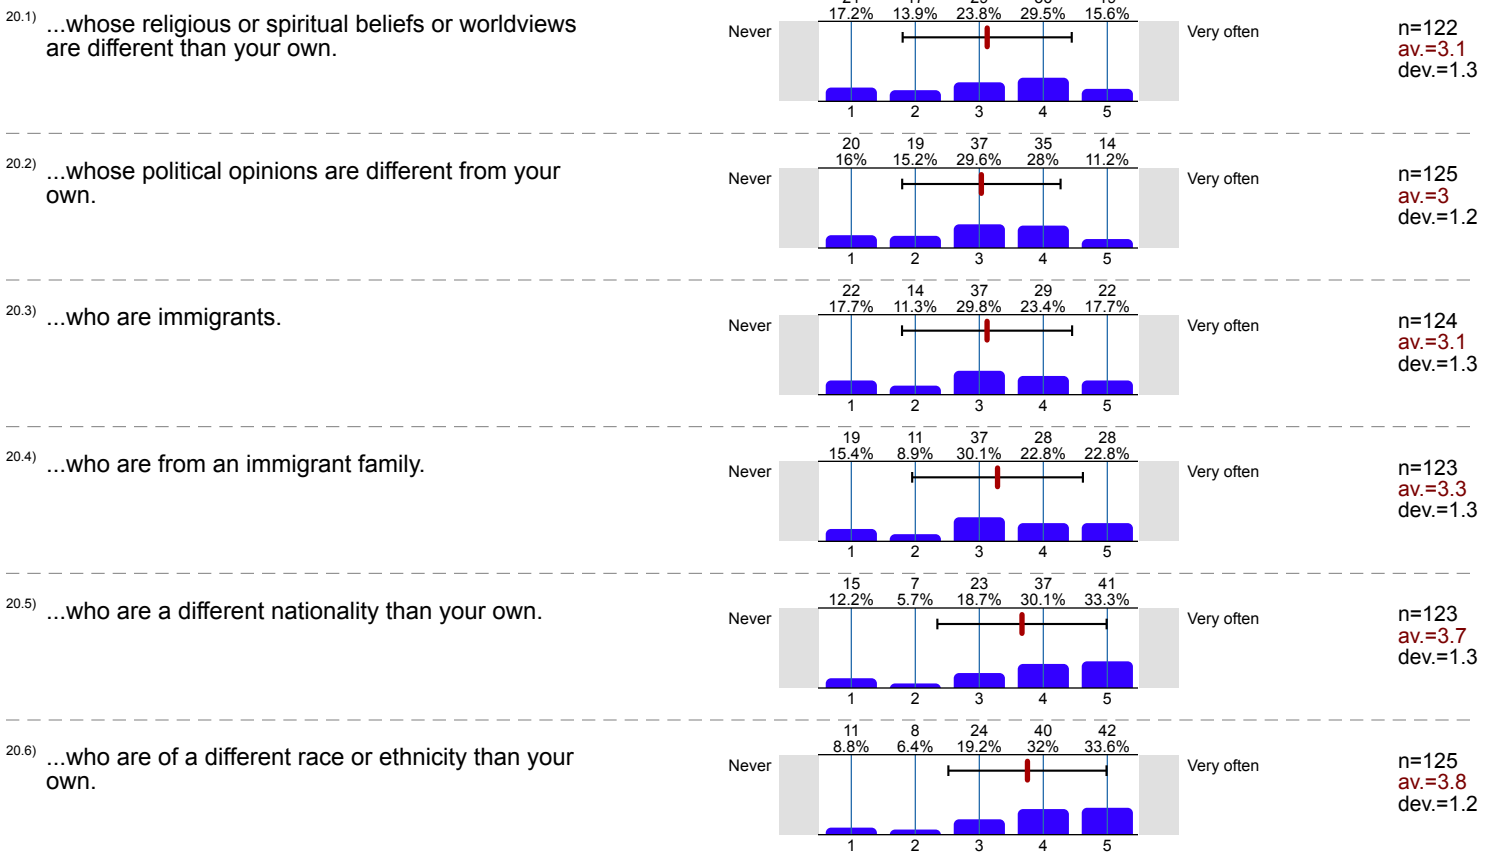 17.2% 13.9% 23.8% 29.5% 15.6%
20.1) ...whose religious or spiritual beliefs or worldviews
are different than your own.
Never
Very often
n=122
av.=3.1
dev.=1.3
1 2 3 4 5
20 19 37 35 14
16% 15.2% 29.6% 28% 11.2%
20.2) ...whose political opinions are different from your
own.
Never
Very often
n=125
av.=3
dev.=1.2
1 2 3 4 5
22 14 37 29 22
17.7% 11.3% 29.8% 23.4% 17.7%
20.3) ...who are immigrants.
Never
Very often
n=124
av.=3.1
dev.=1.3
1 2 3 4 5
19 11 37 28 28
15.4% 8.9% 30.1% 22.8% 22.8%
20.4) ...who are from an immigrant family.
Never
Very often
n=123
av.=3.3
dev.=1.3
1 2 3 4 5
15 7 23 37 41
12.2% 5.7% 18.7% 30.1% 33.3%
20.5) ...who are a different nationality than your own.
Never
Very often
n=123
av.=3.7
dev.=1.3
1 2 3 4 5
11 8 24 40 42
8.8% 6.4% 19.2% 32% 33.6%
20.6) ...who are of a different race or ethnicity than your
own.
Never
Very often
n=125
av.=3.8
dev.=1.2
1 2 3 4 5